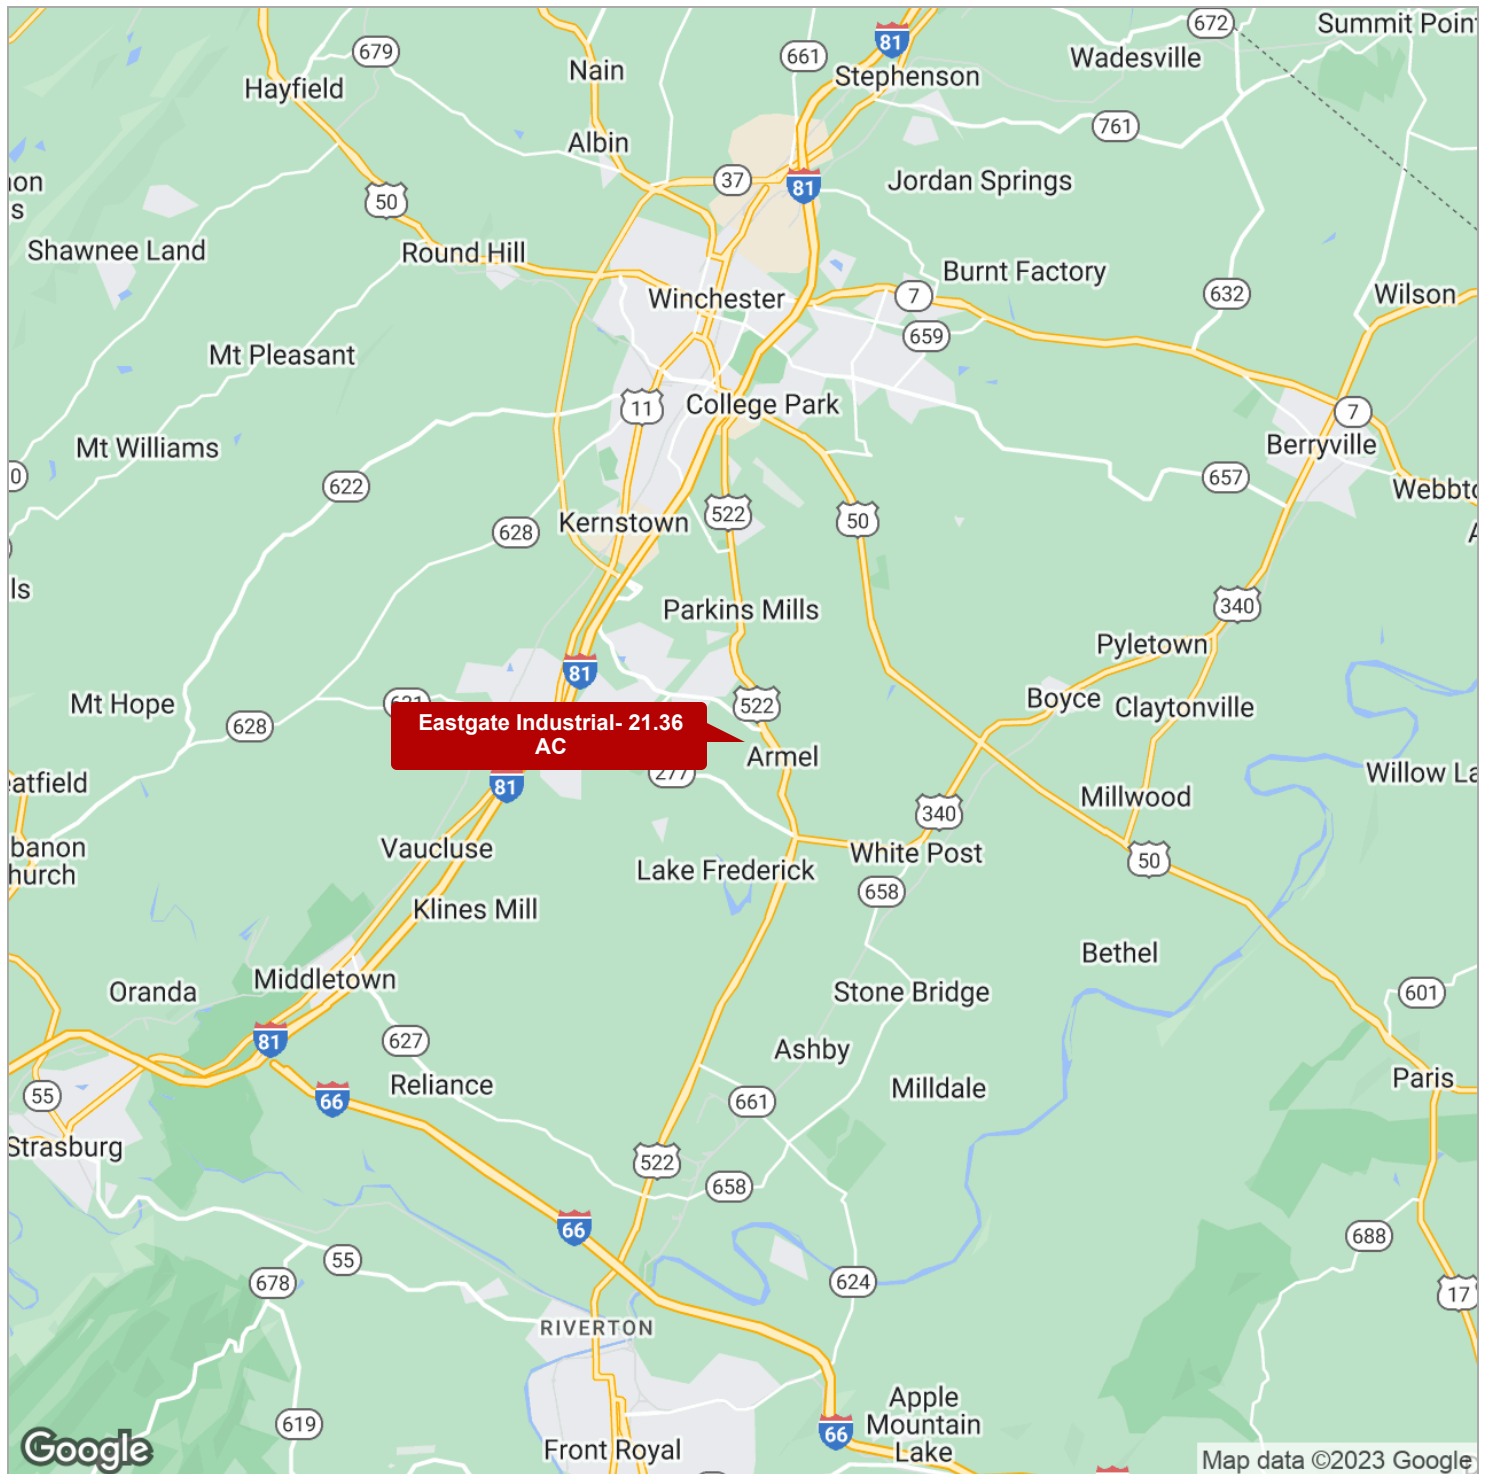 672
Summit Poin
679
661
81
Wadesville
Nain
Stephenson
Hayfield
761
Albin
37
81
Jordan Springs
50
Shawnee Land
Round Hill
Burnt Factory
7
632
Wilson
Winchester
659
Mt Pleasant
11
College Park
7
Berryville
Mt Williams
622
657
Webbto
522
50
Kernstown
628
340
Parkins Mills
Pyletown
81
Mt Hope
522
Boyce
Claytonville
628
Eastgate Industrial- 21.36
AC
Armel
277
81
Willow La
eatfield
Millwood
340
Vaucluse
White Post
50
Lake Frederick
658
Klines Mill
Bethel
Middletown
Oranda
Stone Bridge
601
81
627
Ashby
Reliance
Milldale
Paris
55
66
661
Strasburg
522
658
66
688
55
678
624
17
RIVERTON
Apple
Mountain
Lake
619
66
Front Royal
Google
Map data ©2023 Google